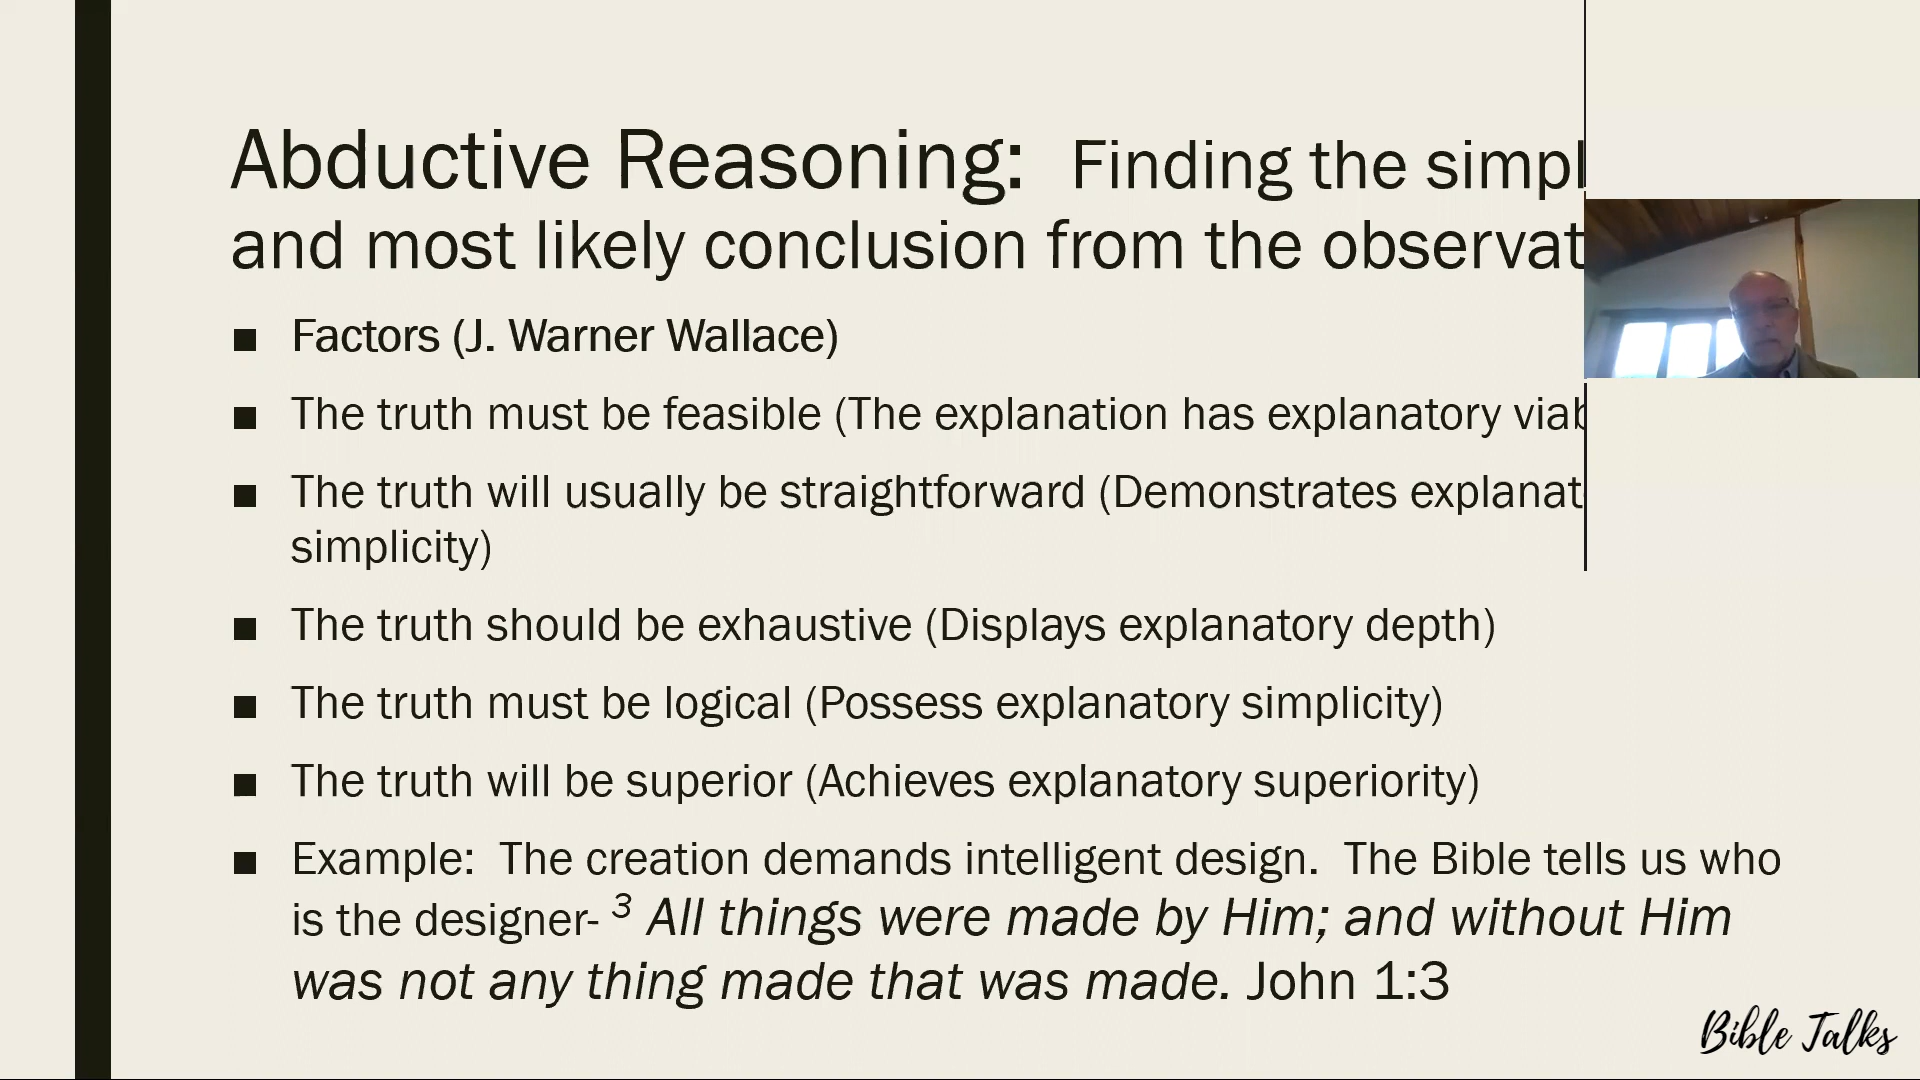 Abductive Reasoning: Finding the
and most likely conclusion from the
■ Factors (J. Warner Wallace)
■ The truth must be feasible (The explanation has explanatory
■ The truth will usually be straightforward (Demonstrates
simplicity)
■ The truth should be exhaustive (Displays explanatory depth)
■ The truth must be logical (Possess explanatory simplicity)
■ The truth will be superior (Achieves explanatory superiority)
■ Example: The creation demands intelligent design. The Bible tells us who
is the designer- 3 All things were made by Him; and without Him
was not any thing made that was made. John 1:3
Bible Talks